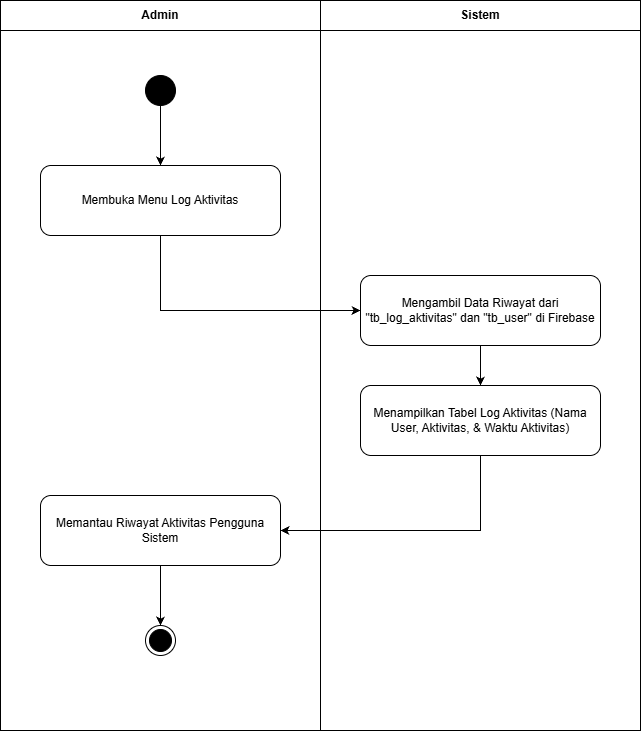 Admin
Sistem
Membuka Menu Log Aktivitas
Mengambil Data Riwayat dari
"tb_log_aktivitas" dan "tb_user" di Firebase
Menampilkan Tabel Log Aktivitas (Nama
User, Aktivitas, & Waktu Aktivitas)
Memantau Riwayat Aktivitas Pengguna
Sistem